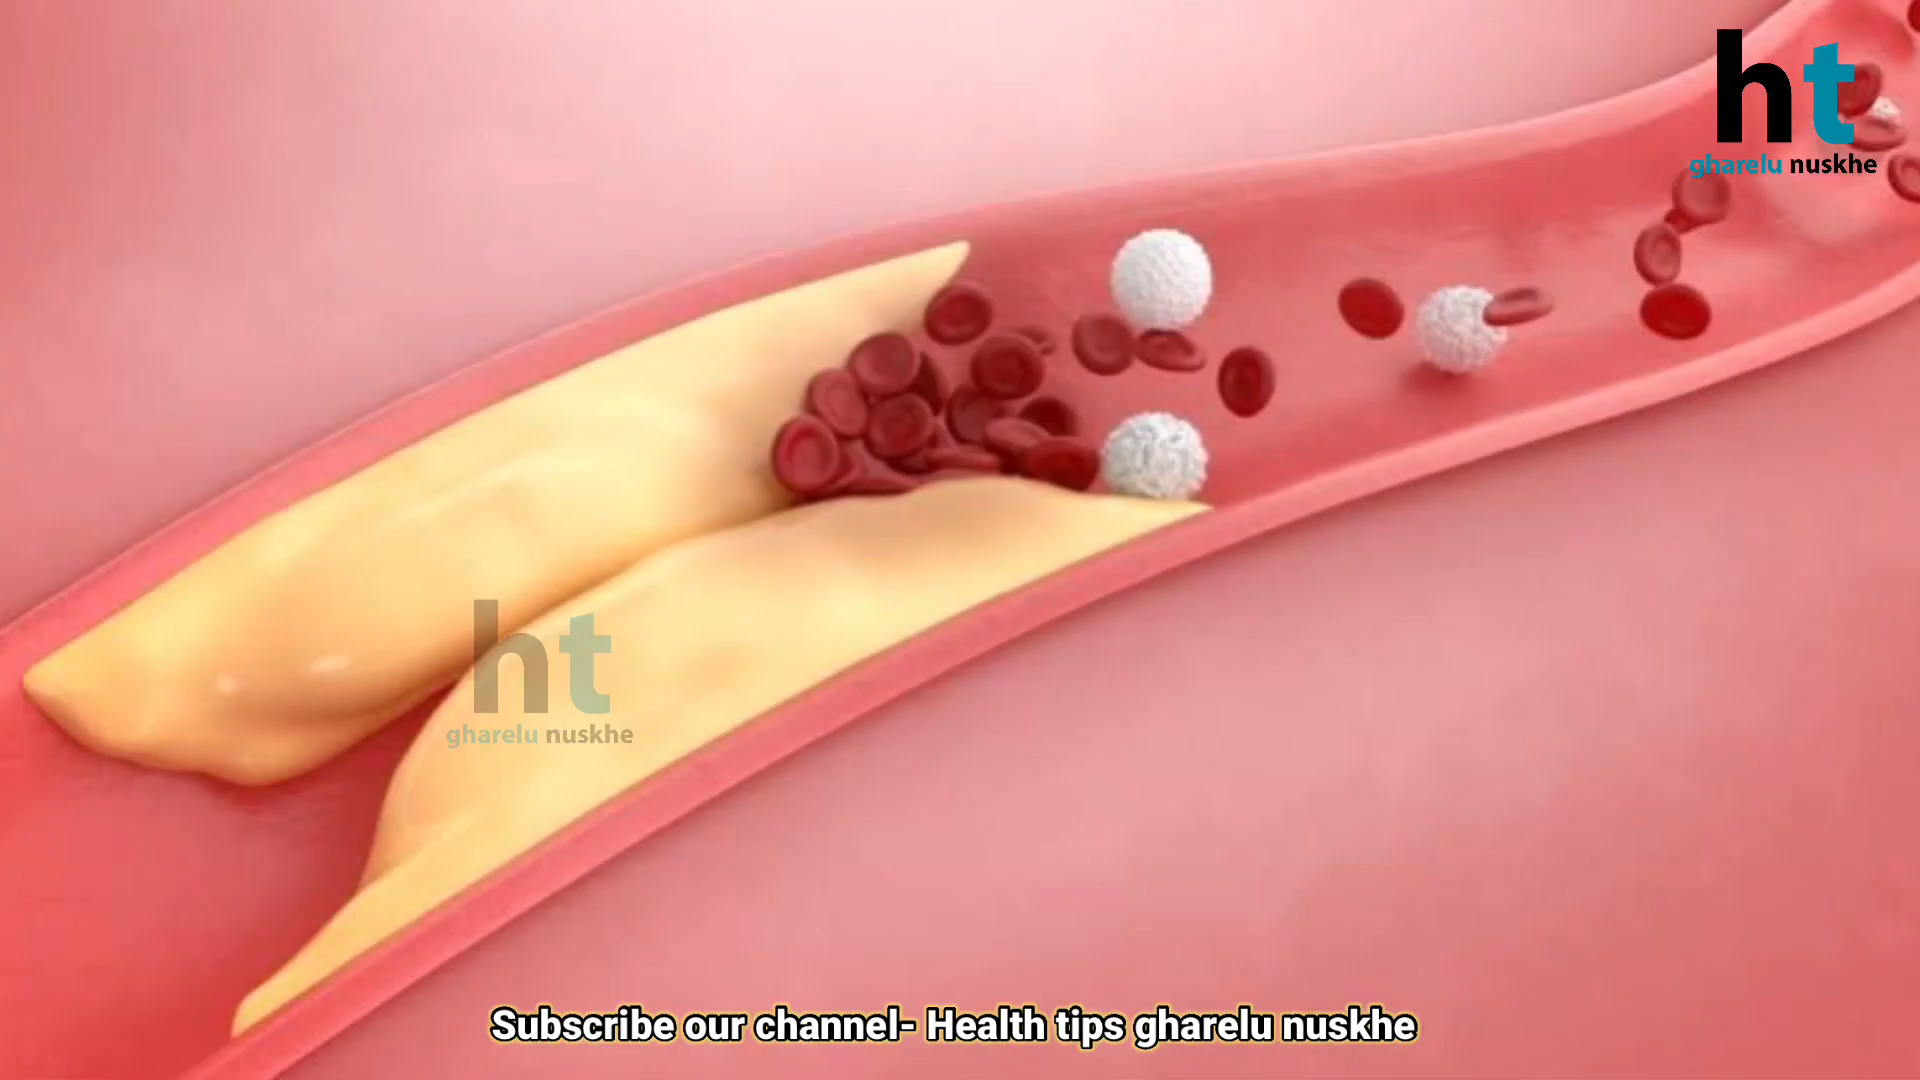 ht
gharelu nuskhe
ht
gharelu nuskhe
Subscribe our channel- Health tips gharelu nuskhe